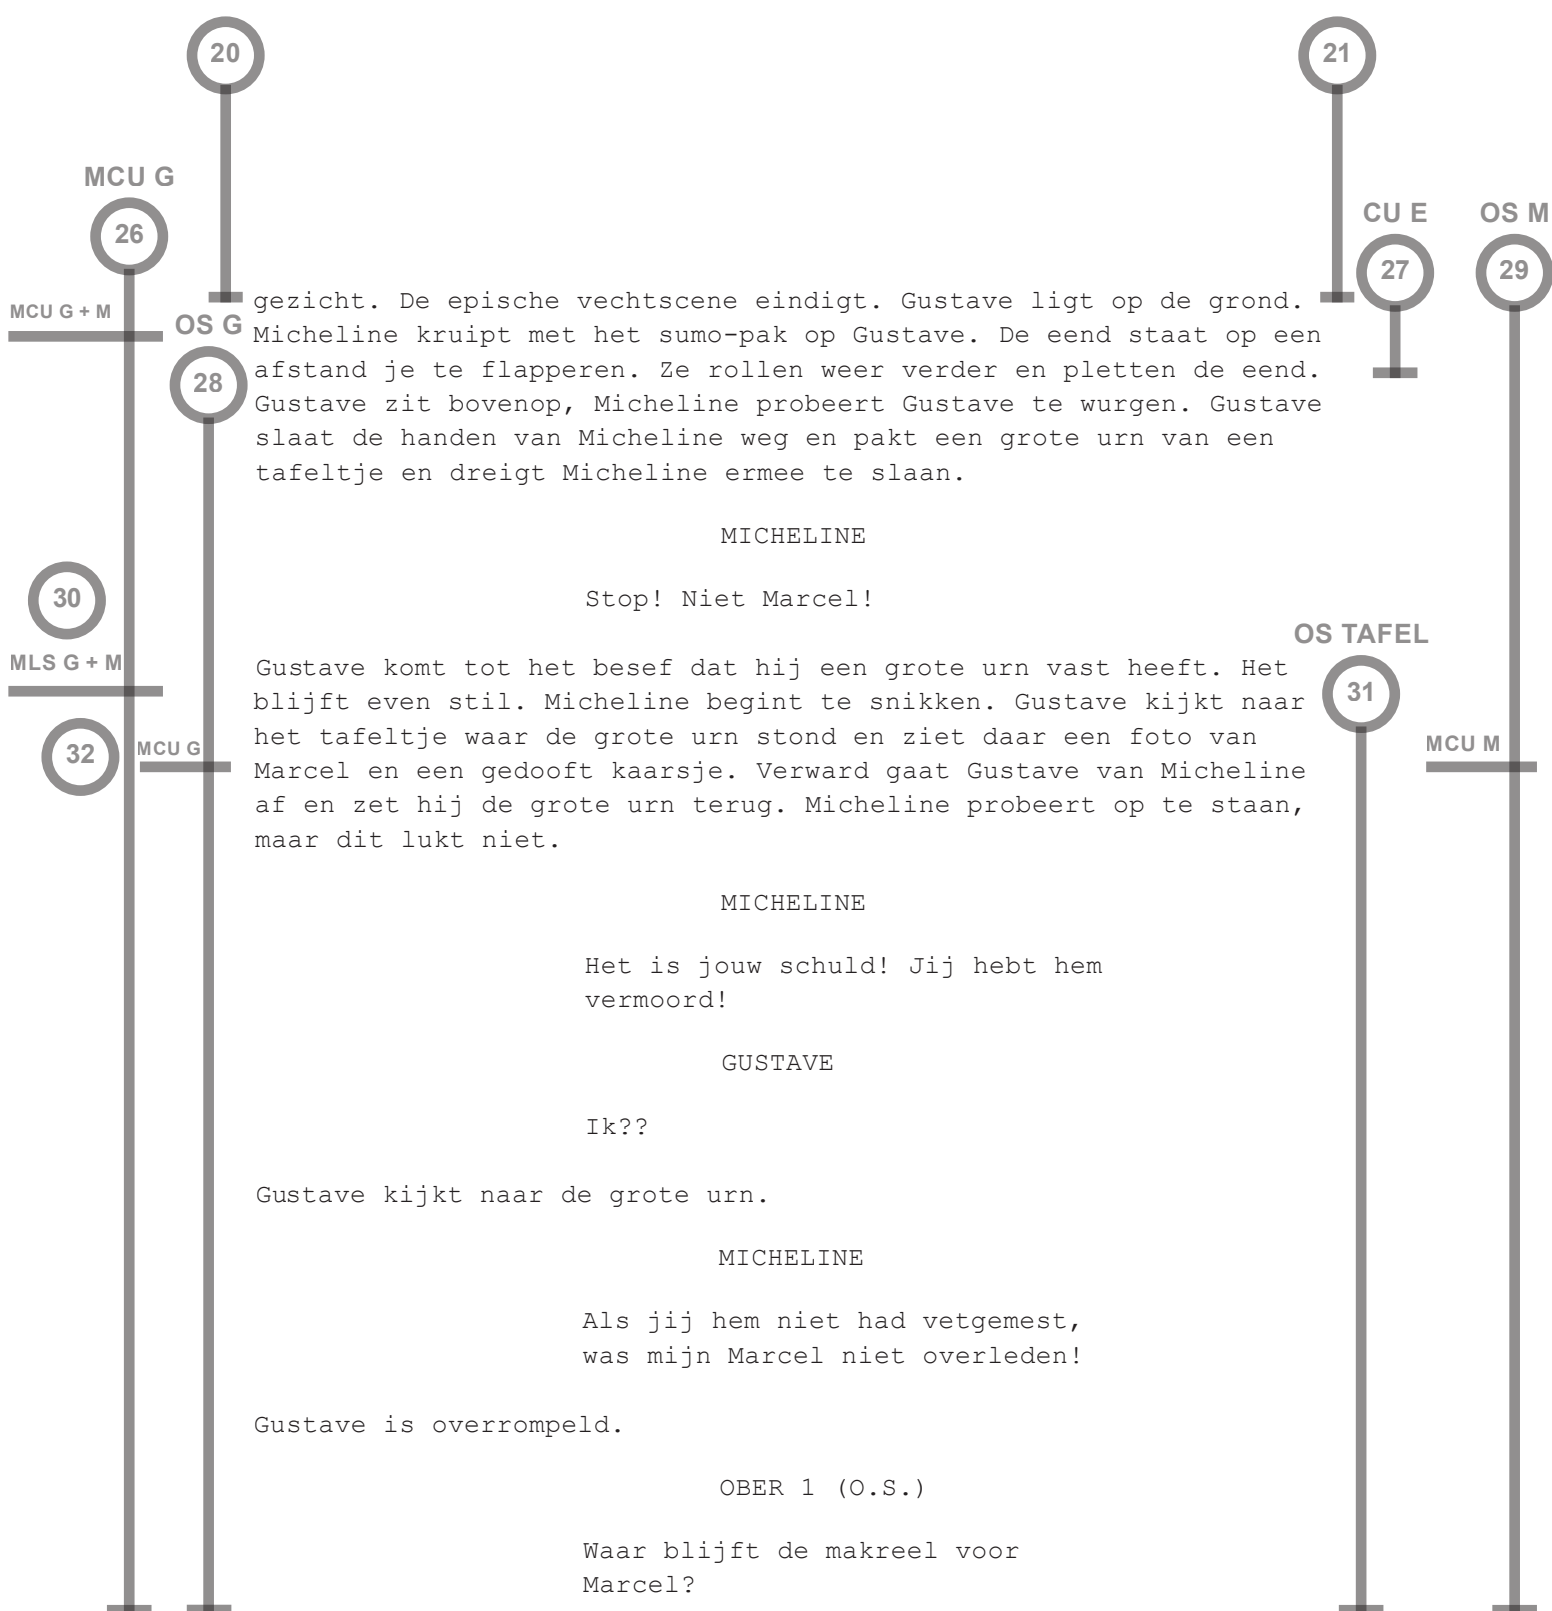 20
21
MCU G
26
CU E
OS M
27
29
MCU G + M
OS G
28
gezicht. De epische vechtscene eindigt. Gustave ligt op de grond.
Micheline kruipt met het sumo-pak op Gustave. De eend staat op een
afstand je te flapperen. Ze rollen weer verder en pletten de eend.
Gustave zit bovenop, Micheline probeert Gustave te wurgen. Gustave
slaat de handen van Micheline weg en pakt een grote urn van een
tafeltje en dreigt Micheline ermee te slaan.
MICHELINE
Stop! Niet Marcel!
30
MLS G + M
OS TAFEL
31
32
MCU G
MCU M
Gustave komt tot het besef dat hij een grote urn vast heeft. Het
blijft even stil. Micheline begint te snikken. Gustave kijkt naar
het tafeltje waar de grote urn stond en ziet daar een foto van
Marcel en een gedooft kaarsje. Verward gaat Gustave van Micheline
af en zet hij de grote urn terug. Micheline probeert op te staan,
maar dit lukt niet.
MICHELINE
Het is jouw schuld! Jij hebt hem
vermoord!
GUSTAVE
Ik??
Gustave kijkt naar de grote urn.
MICHELINE
Als jij hem niet had vetgemest,
was mijn Marcel niet overleden!
Gustave is overrompeld.
OBER 1 (O.S.)
Waar blijft de makreel voor
Marcel?